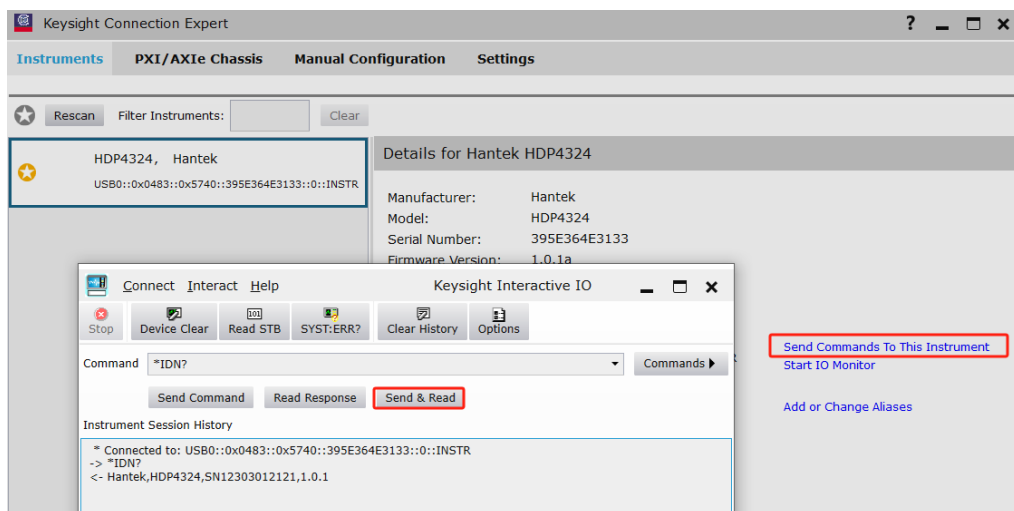 Keysight Connection Expert
?
Instruments PXI/AXIe Chassis Manual Configuration Settings
Rescan Filter Instruments: Clear
HDP4324, Hantek
USB0::0x0483::0x5740::395E364E3133::0::INSTR
Details for Hantek HDP4324
Manufacturer: Hantek
Model: HDP4324
Serial Number: 395E364E3133
Firmware Version: 1.0.1a
Connect Interact Help Keysight Interactive IO
Stop Device Clear Read STB SYST:ERR? Clear History Options
Command *IDN? Commands
Send Command Read Response Send & Read
Instrument Session History
* Connected to: USB0::0x0483::0x5740::395E364E3133::0::INSTR
-> *IDN?
<- Hantek,HDP4324,SN12303012121,1.0.1
Send Commands To This Instrument
Start IO Monitor
Add or Change Aliases